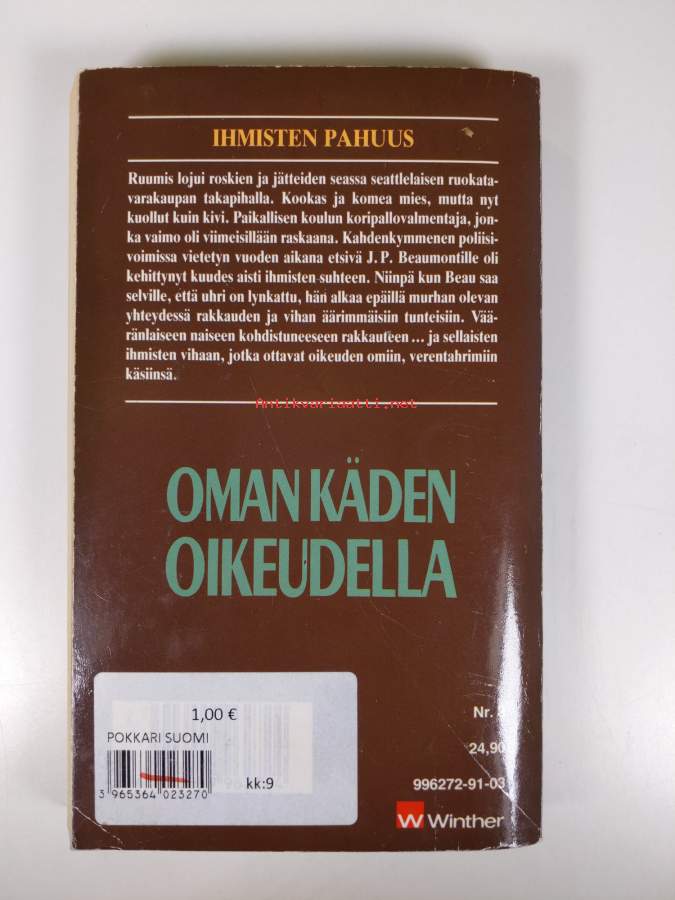 IHMISTEN PAHUUS
Ruumis lojui roskien ja jätteiden seassa seattlelaisen ruokata-
varakaupan takapihalla. Kookas ja komea mies, mutta nyt
kuollut kuin kivi. Paikallisen koulun koripallovalmentaja, jon-
ka vaimo oli viimeisillään raskaana. Kahdenkymmenen poliisi-
voimissa vietetyn vuoden aikana etsivä J.P. Beaumontille oli
kehittynyt kuudes aisti ihmisten suhteen. Niinpä kun Beau saa
selville, että uhri on lynkattu, hän alkaa epäillä murhan olevan
yhteydessä rakkauden ja vihan äärimmäisiin tunteisiin. Vää-
ränlaiseen naiseen kohdistuneeseen rakkauteen ... ja sellaisten
ihmisten vihaan, jotka ottavat oikeuden omiin, verentahrimiin
käsiinsä.
Antikvariaatti.net
OMAN KÄDEN
OIKEUDELLA
1,00 €
POKKARI SUOMI
3 965364 023270
kk:9
Nr.
24,90
996272-91-03
W Winther